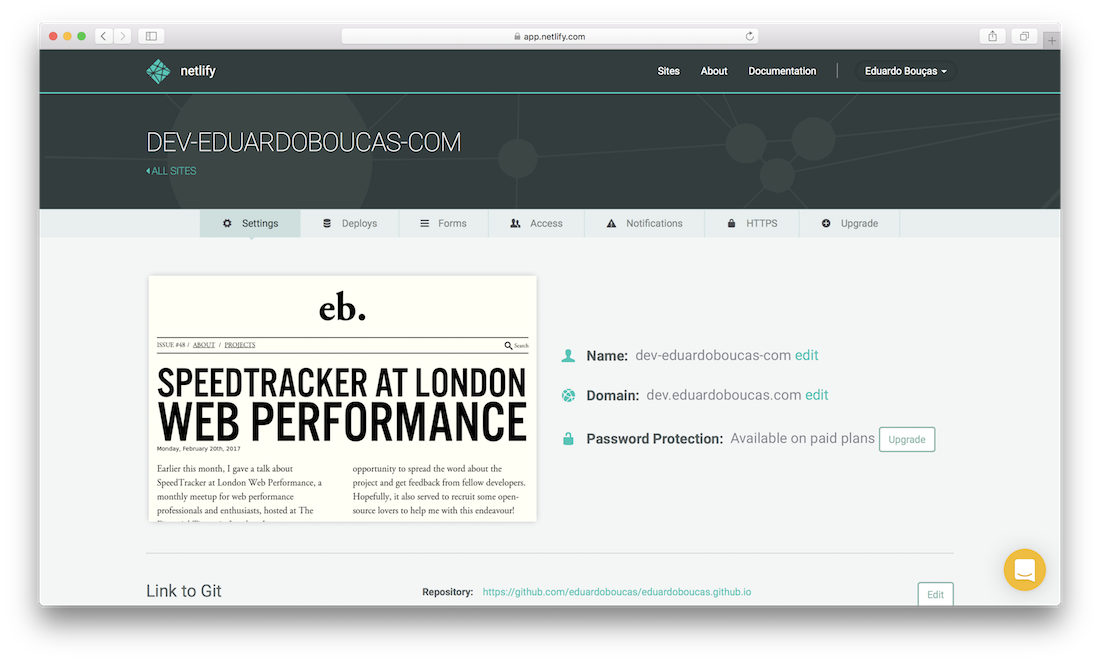 app.netlify.com
netlify
Sites About Documentation Eduardo Bouças
DEV-EDUARDOBOUCAS-COM
ALL SITES
Settings Deploys Forms Access Notifications HTTPS Upgrade
eb.
ISSUE #48 / ABOUT / PROJECTS Search
SPEEDTRACKER AT LONDON
WEB PERFORMANCE
Monday, February 20th, 2017
Earlier this month, I gave a talk about
SpeedTracker at London Web Performance, a
monthly meetup for web performance
professionals and enthusiasts, hosted at The
opportunity to spread the word about the
project and get feedback from fellow developers.
Hopefully, it also served to recruit some open-
source lovers to help me with this endeavour!
Name: dev-eduardoboucas-com edit
Domain: dev.eduardoboucas.com edit
Password Protection: Available on paid plans Upgrade
Link to Git
Repository: https://github.com/eduardoboucas/eduardoboucas.github.io
Edit